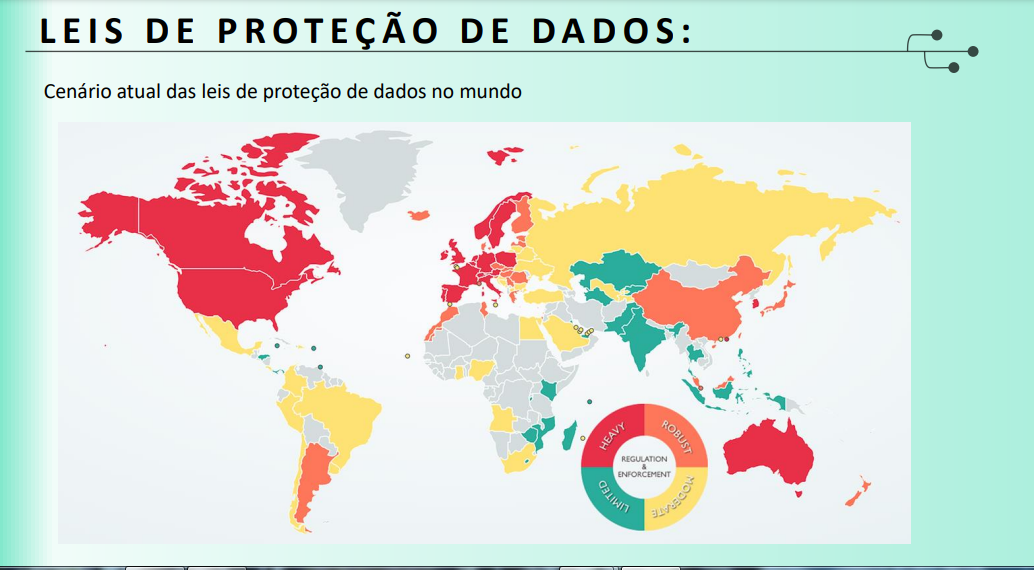 LEIS DE PROTEÇÃO DE DADOS:
Cenário atual das leis de proteção de dados no mundo
HEAVY
ROBUST
REGULATION
&
ENFORCEMENT
LIMITED
MODERATE